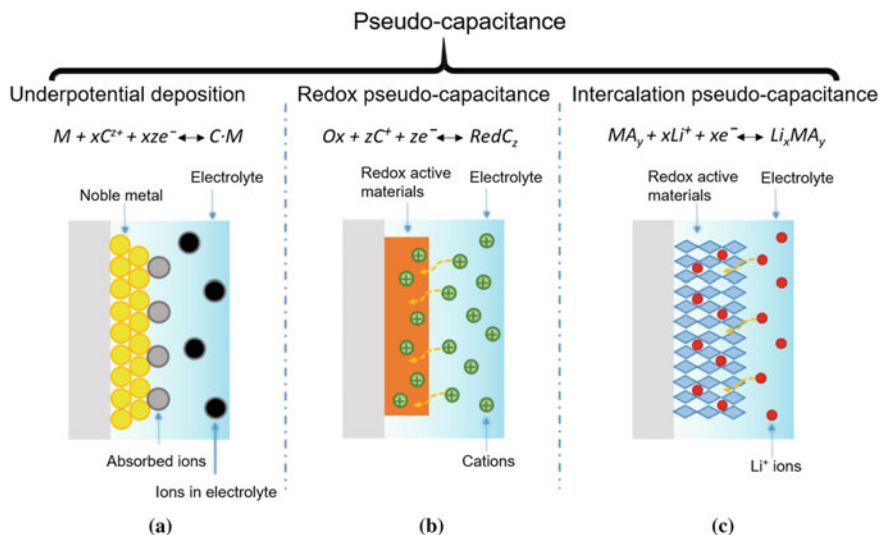 Pseudo-capacitance
Underpotential deposition
M + xCᶻ⁺ + xze⁻ ↔ C·M
Noble metal
Electrolyte
Absorbed ions
Ions in electrolyte
(a)
Redox pseudo-capacitance
Ox + zC⁺ + ze⁻ ↔ RedC_z
Redox active
materials
Electrolyte
Cations
(b)
Intercalation pseudo-capacitance
MA_y + xLi⁺ + xe⁻ ↔ Li_xMA_y
Redox active
materials
Electrolyte
Li⁺ ions
(c)